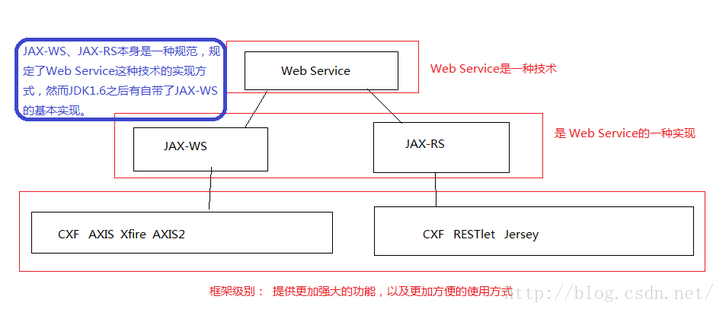 JAX-WS、JAX-RS本身是一种规范，规
定了Web Service这种技术的实现方
式，然而JDK1.6之后有自带了JAX-WS
的基本实现。
Web Service
Web Service是一种技术
JAX-WS
JAX-RS
是 Web Service的一种实现
CXF AXIS Xfire AXIS2
CXF RESTlet Jersey
框架级别： 提供更加强大的功能，以及更加方便的使用方式
http://blog.csdn.net/